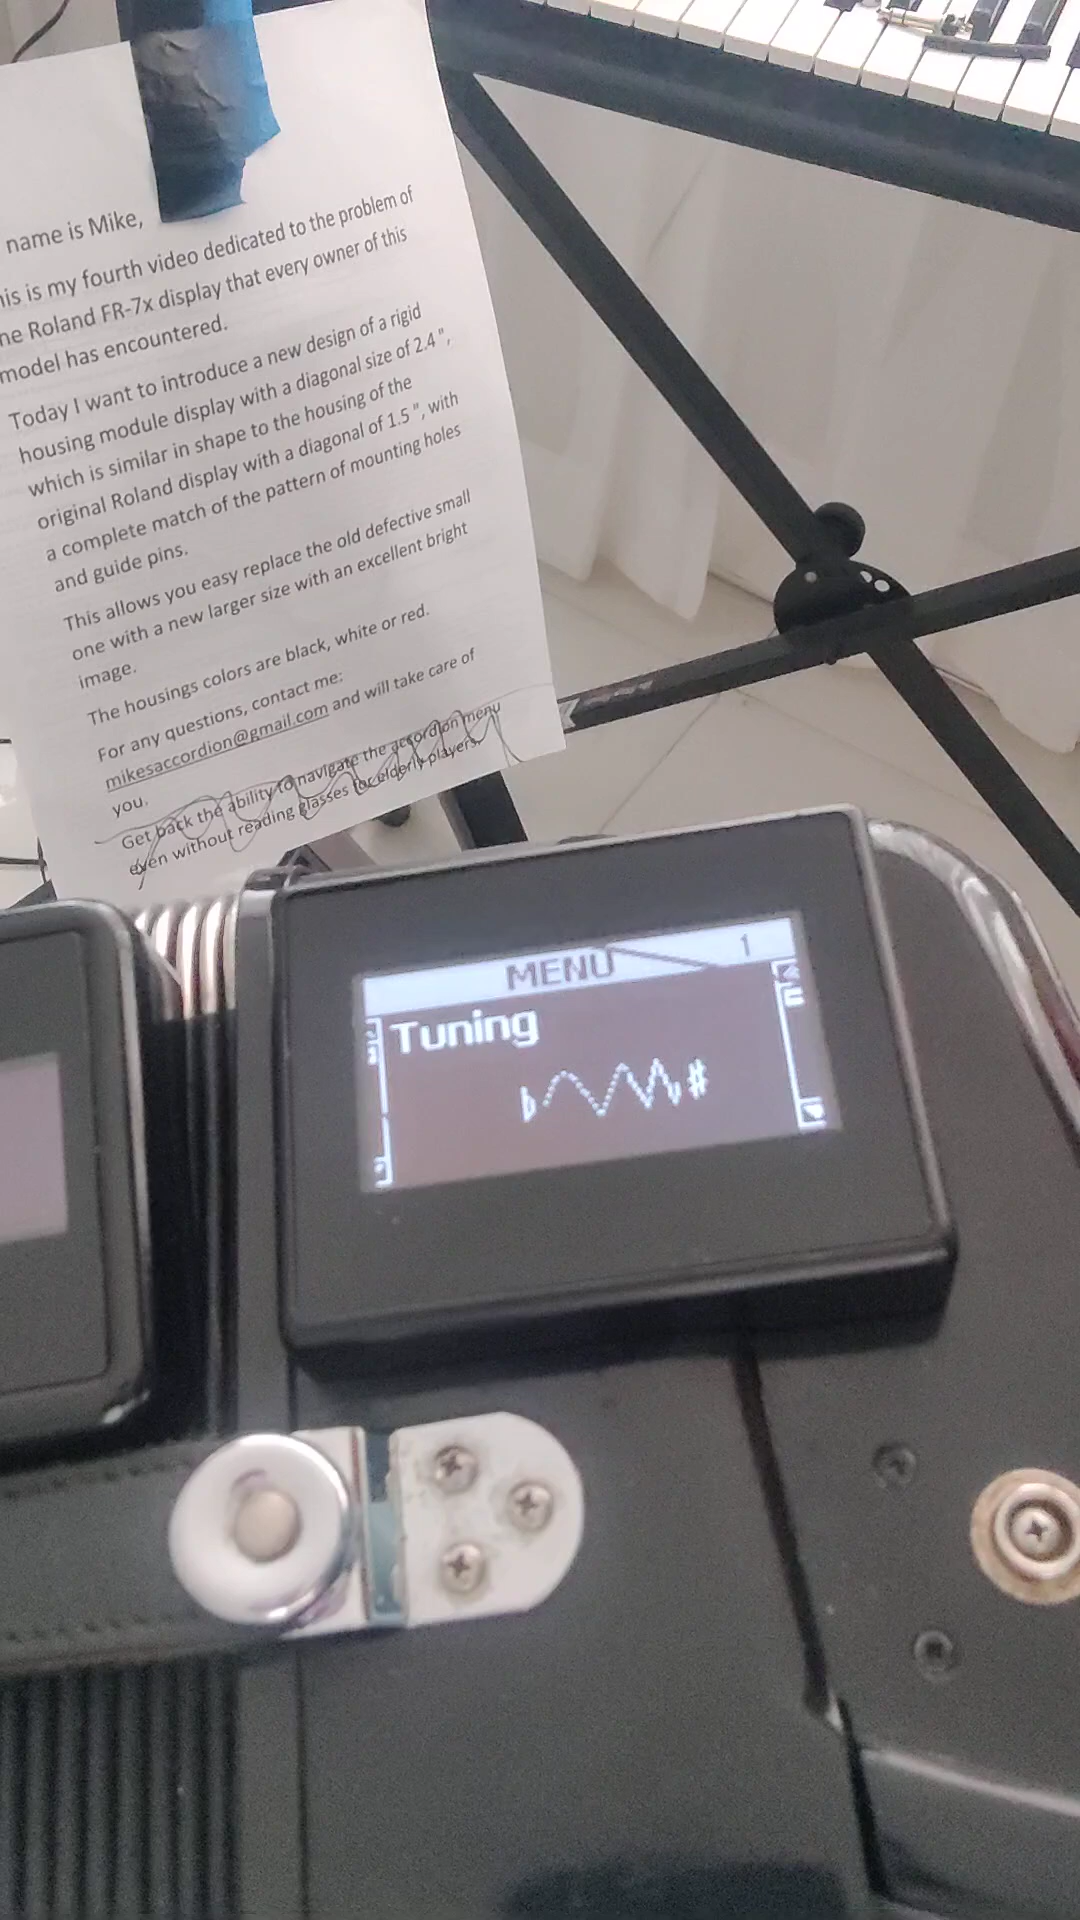 name is Mike,
his is my fourth video dedicated to the problem of
he Roland FR-7x display that every owner of this
model has encountered.
Today I want to introduce a new design of a rigid
housing module display with a diagonal size of 2.4 ",
which is similar in shape to the housing of the
original Roland display with a diagonal of 1.5 ", with
a complete match of the pattern of mounting holes
and guide pins.
This allows you easy replace the old defective small
one with a new larger size with an excellent bright
image.
The housings colors are black, white or red.
For any questions, contact me:
mikesaccordion@gmail.com and will take care of
you.
Get back the ability to navigate the accordion menu
even without reading glasses for elderly players.
MENU 1
Tuning
b #